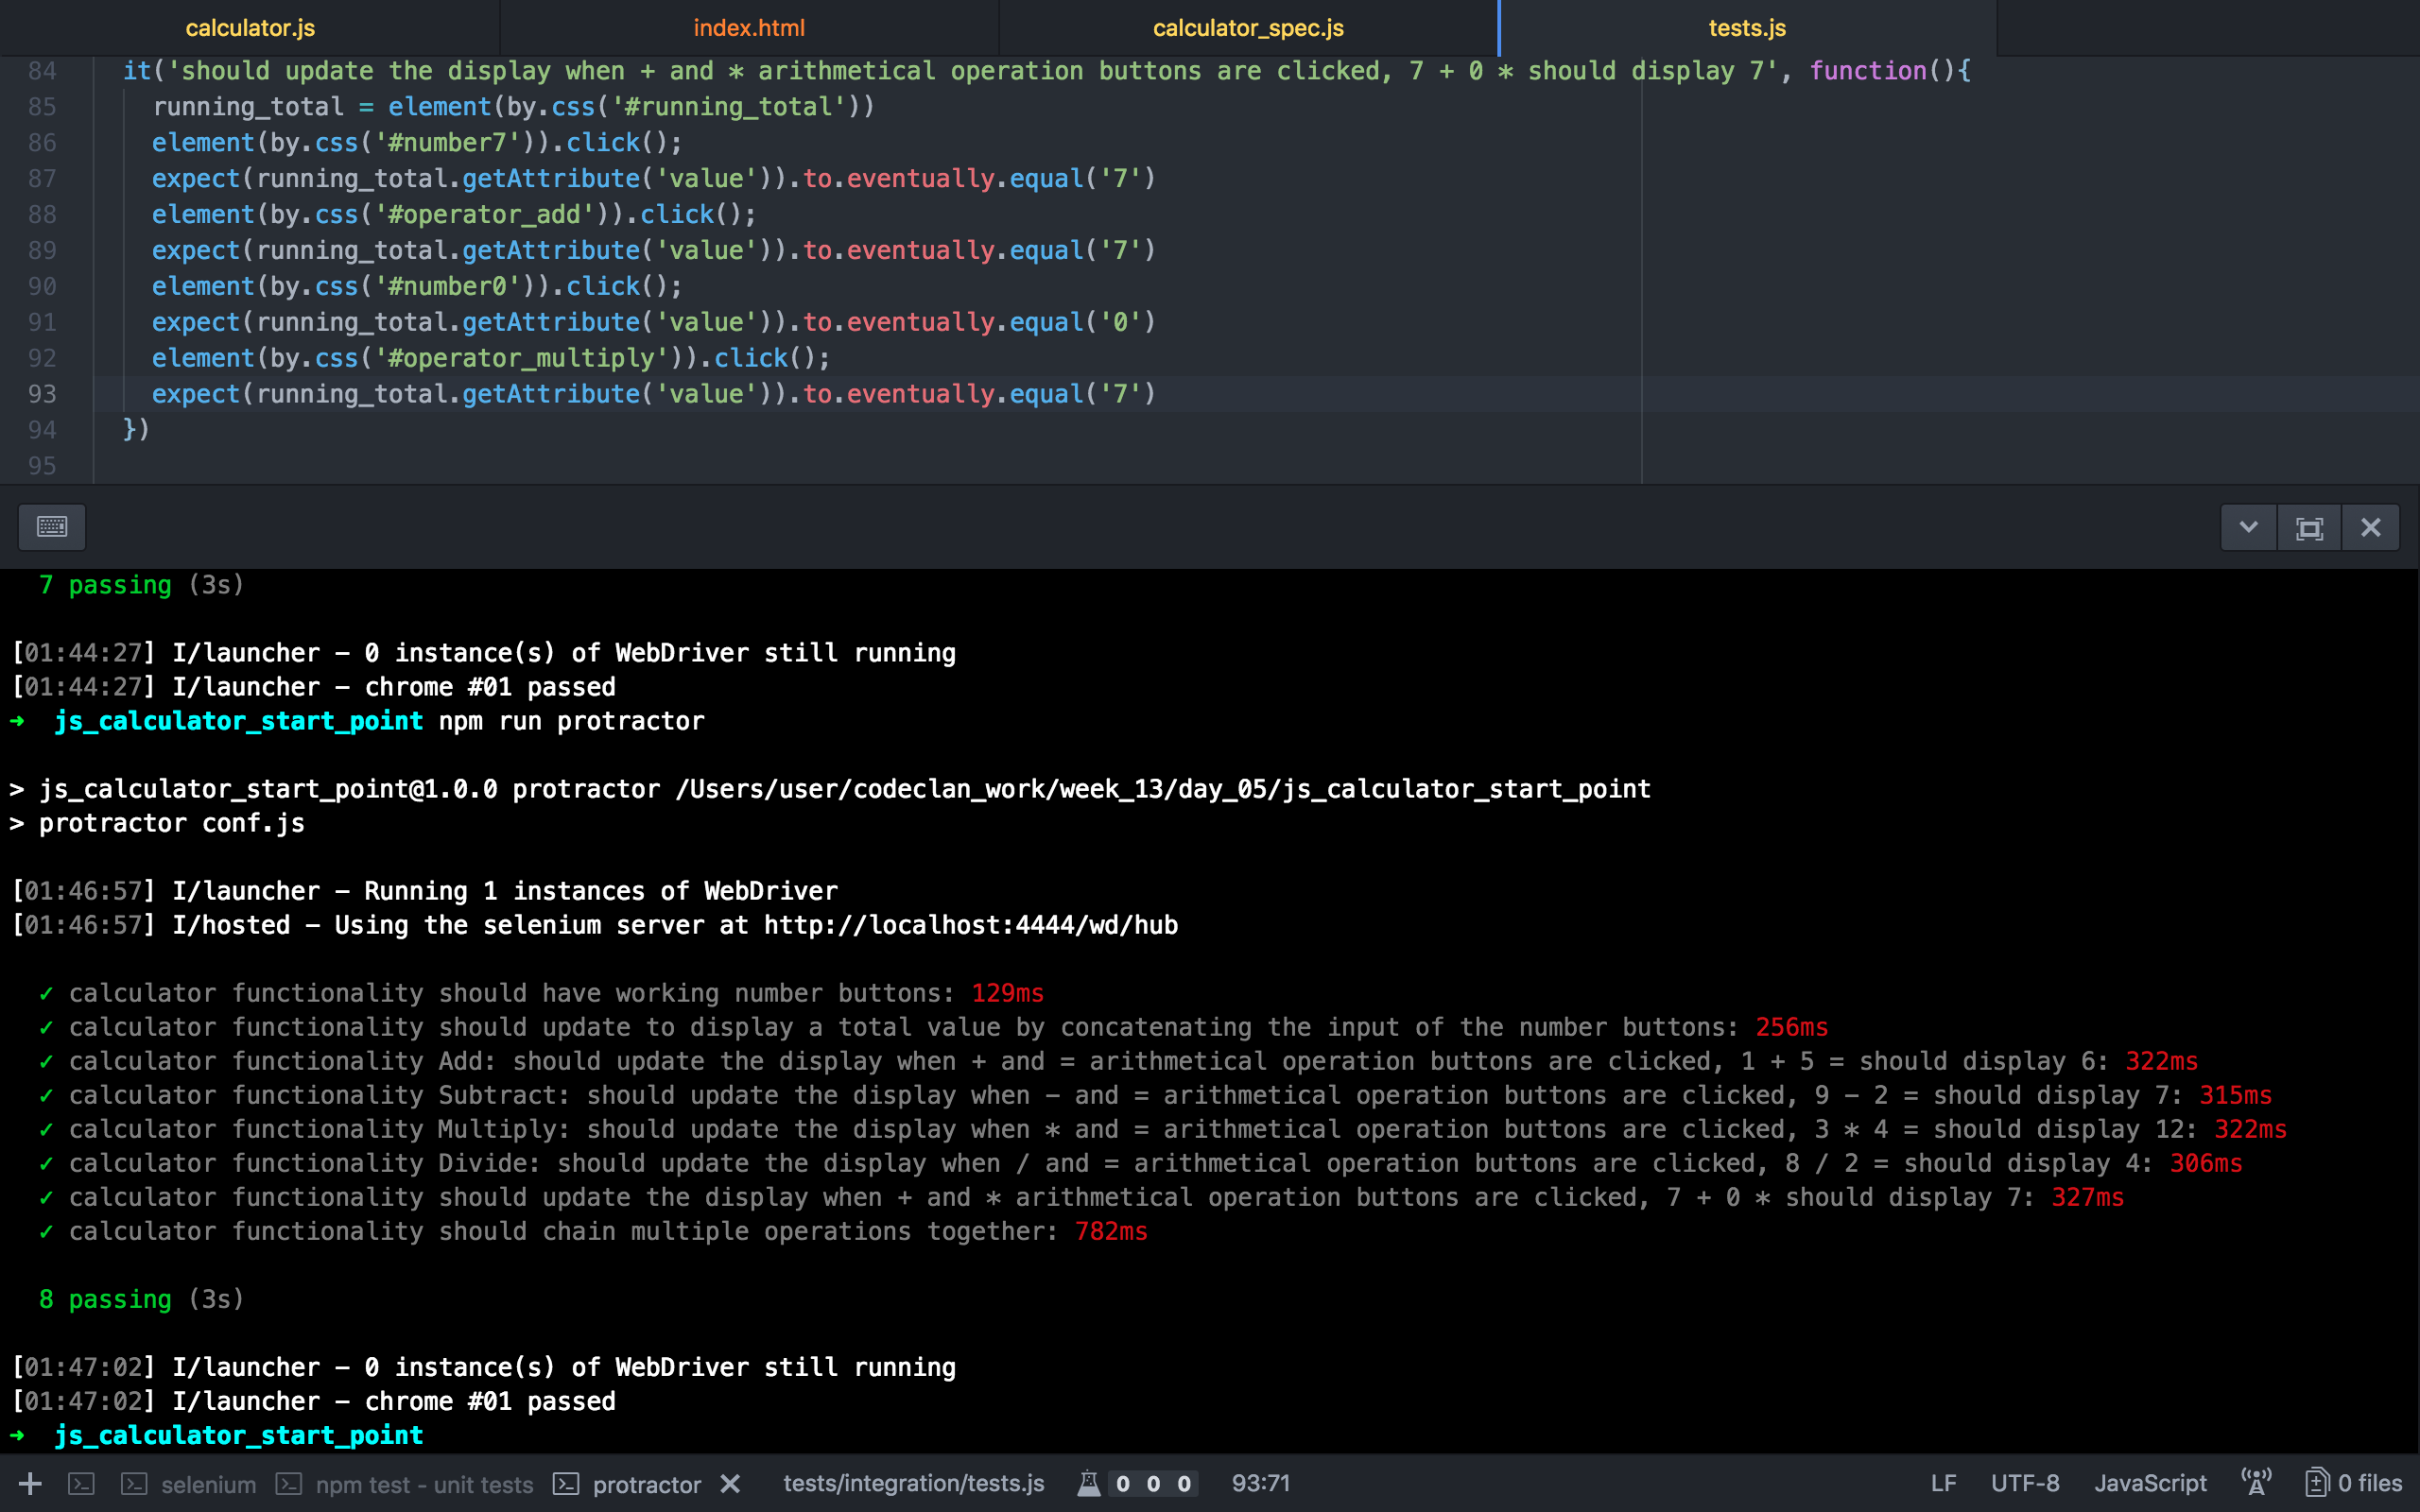 calculator.js index.html calculator_spec.js tests.js
84 it('should update the display when + and * arithmetical operation buttons are clicked, 7 + 0 * should display 7', function(){
85 running_total = element(by.css('#running_total'))
86 element(by.css('#number7')).click();
87 expect(running_total.getAttribute('value')).to.eventually.equal('7')
88 element(by.css('#operator_add')).click();
89 expect(running_total.getAttribute('value')).to.eventually.equal('7')
90 element(by.css('#number0')).click();
91 expect(running_total.getAttribute('value')).to.eventually.equal('0')
92 element(by.css('#operator_multiply')).click();
93 expect(running_total.getAttribute('value')).to.eventually.equal('7')
94 })
95
7 passing (3s)
[01:44:27] I/launcher – 0 instance(s) of WebDriver still running
[01:44:27] I/launcher – chrome #01 passed
➜ js_calculator_start_point npm run protractor
> js_calculator_start_point@1.0.0 protractor /Users/user/codeclan_work/week_13/day_05/js_calculator_start_point
> protractor conf.js
[01:46:57] I/launcher – Running 1 instances of WebDriver
[01:46:57] I/hosted – Using the selenium server at http://localhost:4444/wd/hub
✓ calculator functionality should have working number buttons: 129ms
✓ calculator functionality should update to display a total value by concatenating the input of the number buttons: 256ms
✓ calculator functionality Add: should update the display when + and = arithmetical operation buttons are clicked, 1 + 5 = should display 6: 322ms
✓ calculator functionality Subtract: should update the display when – and = arithmetical operation buttons are clicked, 9 – 2 = should display 7: 315ms
✓ calculator functionality Multiply: should update the display when * and = arithmetical operation buttons are clicked, 3 * 4 = should display 12: 322ms
✓ calculator functionality Divide: should update the display when / and = arithmetical operation buttons are clicked, 8 / 2 = should display 4: 306ms
✓ calculator functionality should update the display when + and * arithmetical operation buttons are clicked, 7 + 0 * should display 7: 327ms
✓ calculator functionality should chain multiple operations together: 782ms
8 passing (3s)
[01:47:02] I/launcher – 0 instance(s) of WebDriver still running
[01:47:02] I/launcher – chrome #01 passed
➜ js_calculator_start_point
selenium npm test - unit tests protractor tests/integration/tests.js 0 0 0 93:71 LF UTF-8 JavaScript 0 files